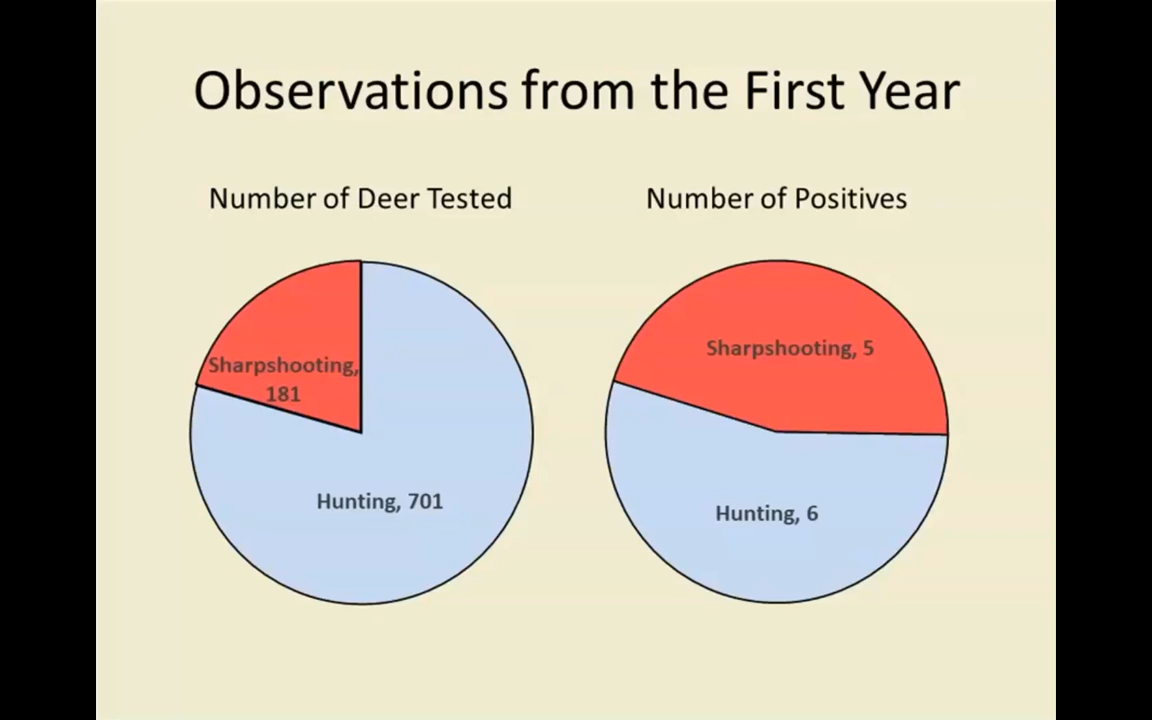 Observations from the First Year
Number of Deer Tested
Number of Positives
Sharpshooting,
181
Hunting, 701
Sharpshooting, 5
Hunting, 6